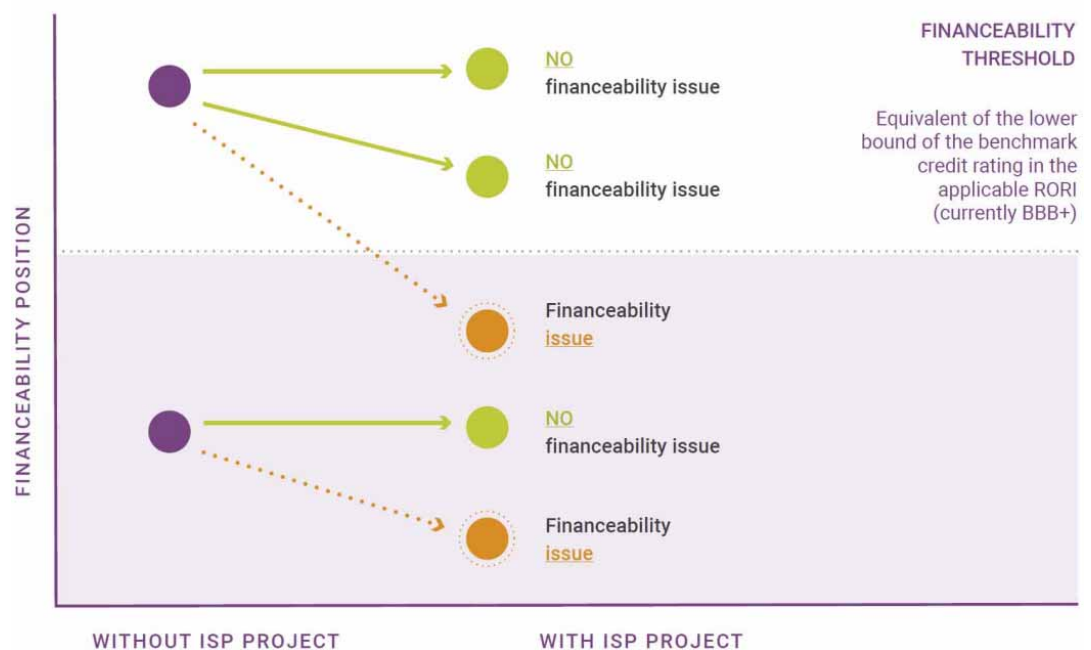 FINANCEABILITY
THRESHOLD
Equivalent of the lower
bound of the benchmark
credit rating in the
applicable RORI
(currently BBB+)
NO
financeability issue
NO
financeability issue
Financeability
issue
NO
financeability issue
Financeability
issue
FINANCEABILITY POSITION
WITHOUT ISP PROJECT
WITH ISP PROJECT